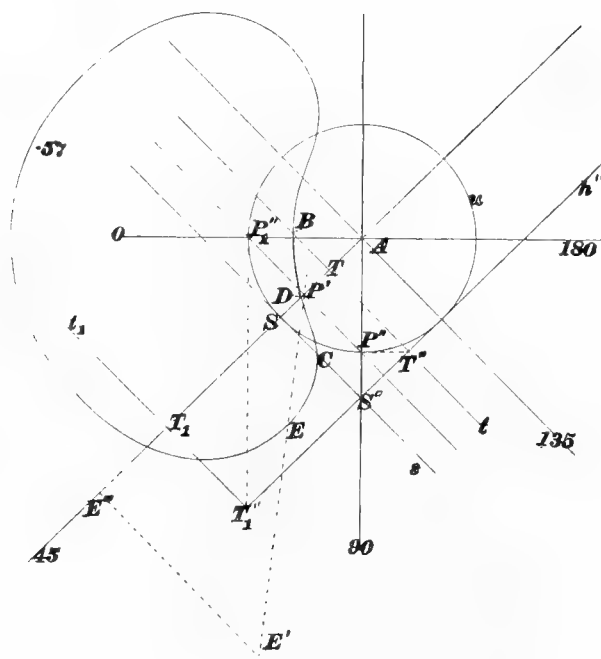 ·57
u
h"
0
P₁"
B
A
180
T
D
P'
S
P"
C
T"
t₁
S"
T₁
E
t
135
s
E"
T₁"
90
45
E'